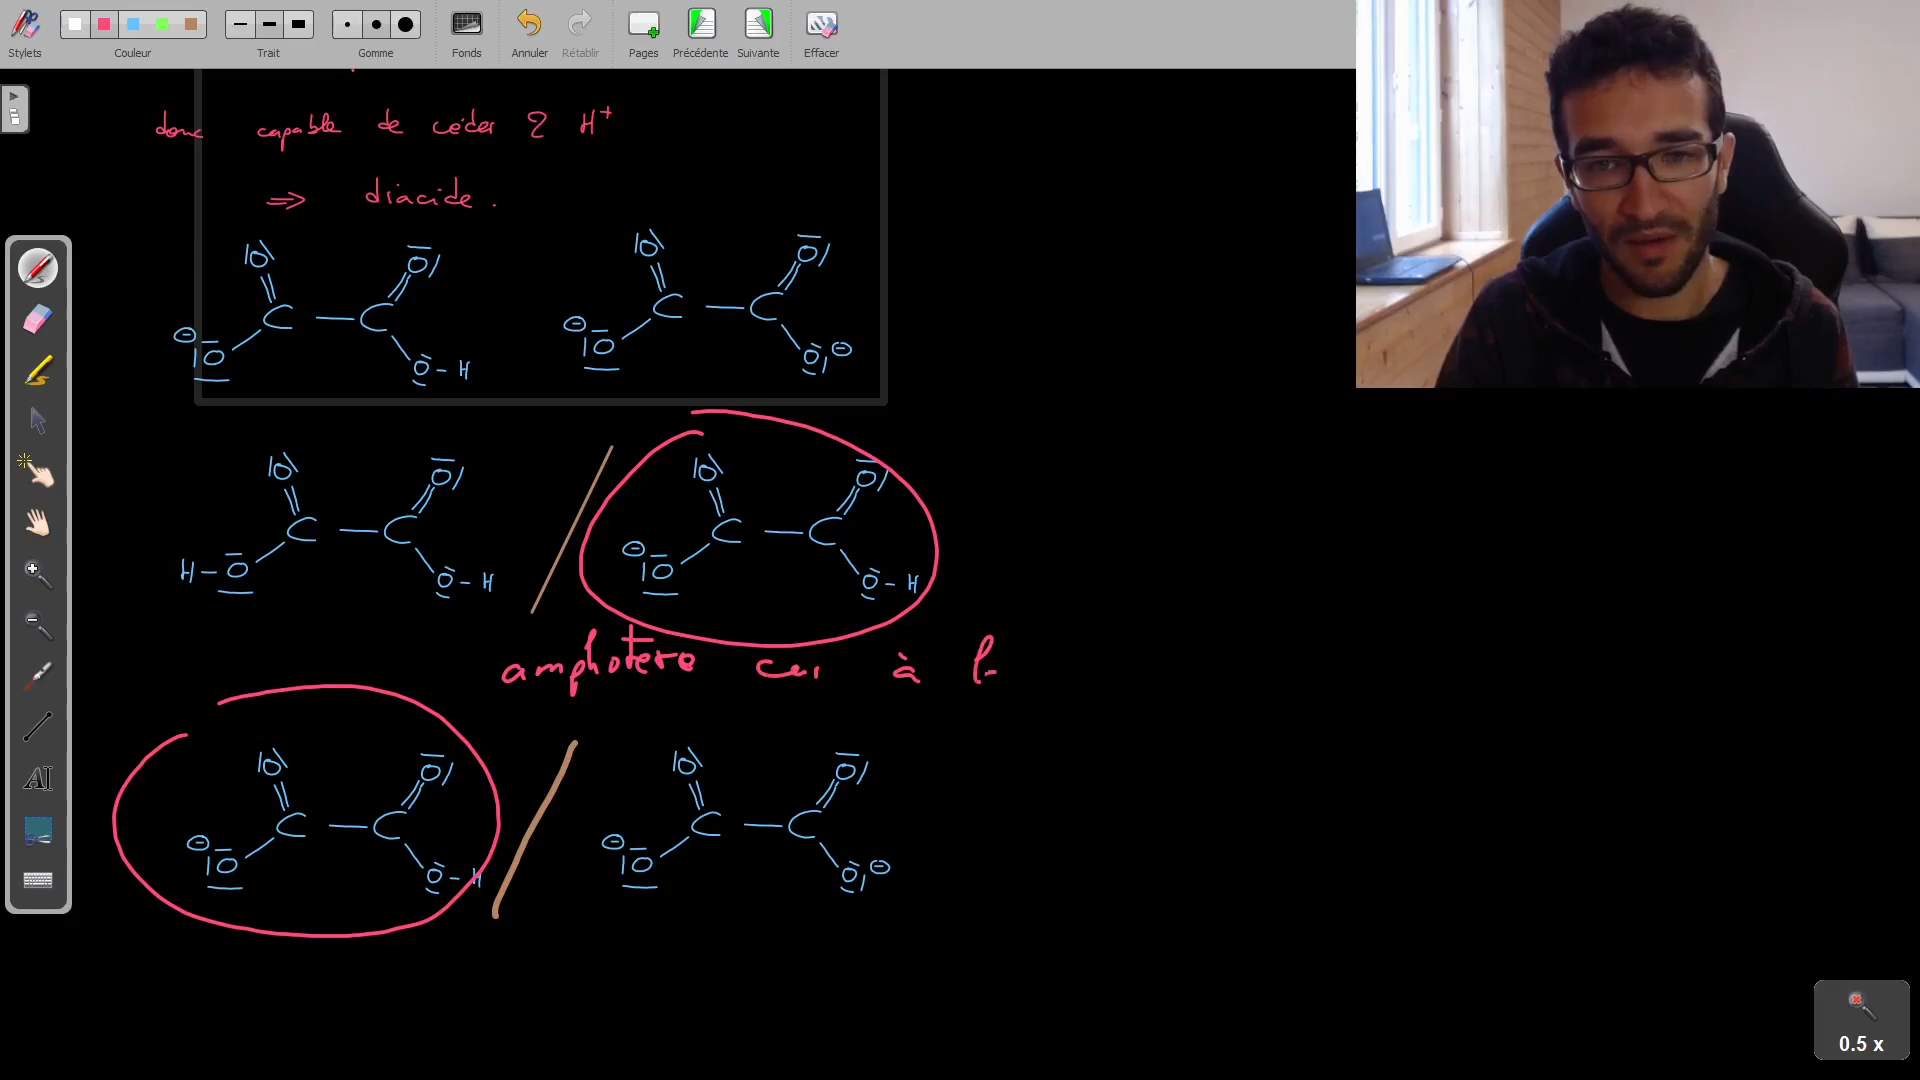 Stylets Couleur Trait Gomme Fonds Annuler Rétablir Pages Précédente Suivante Effacer
donc capable de céder 2 H⁺
⇒ diacide.
|O\ O|
C — C
⊖ |O O - H
|O\ O|
C — C
⊖ |O O| ⊖
|O\ O|
C — C
H - O O - H
/
|O\ O|
C — C
⊖ |O O - H
amphotère car à l
|O\ O|
C — C
⊖ |O O - H
/
|O\ O|
C — C
⊖ |O O| ⊖
AI
0.5 x